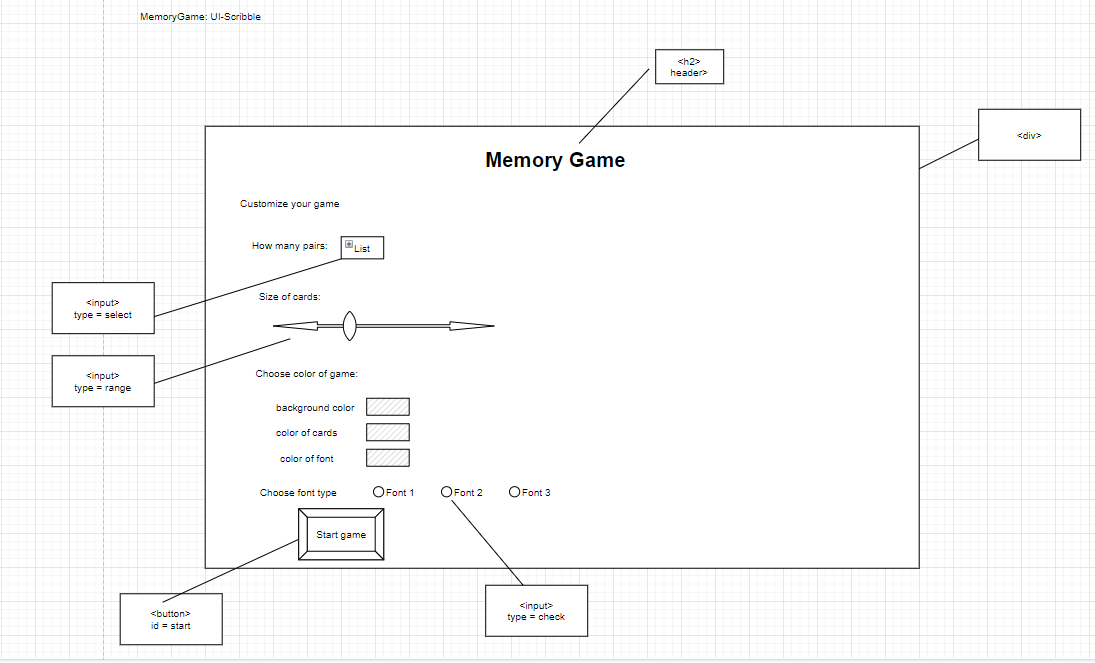 MemoryGame: UI-Scribble
<h2>
header>
<div>
Memory Game
Customize your game
How many pairs:
List
<input>
type = select
Size of cards:
<input>
type = range
Choose color of game:
background color
color of cards
color of font
Choose font type
Font 1
Font 2
Font 3
Start game
<button>
id = start
<input>
type = check